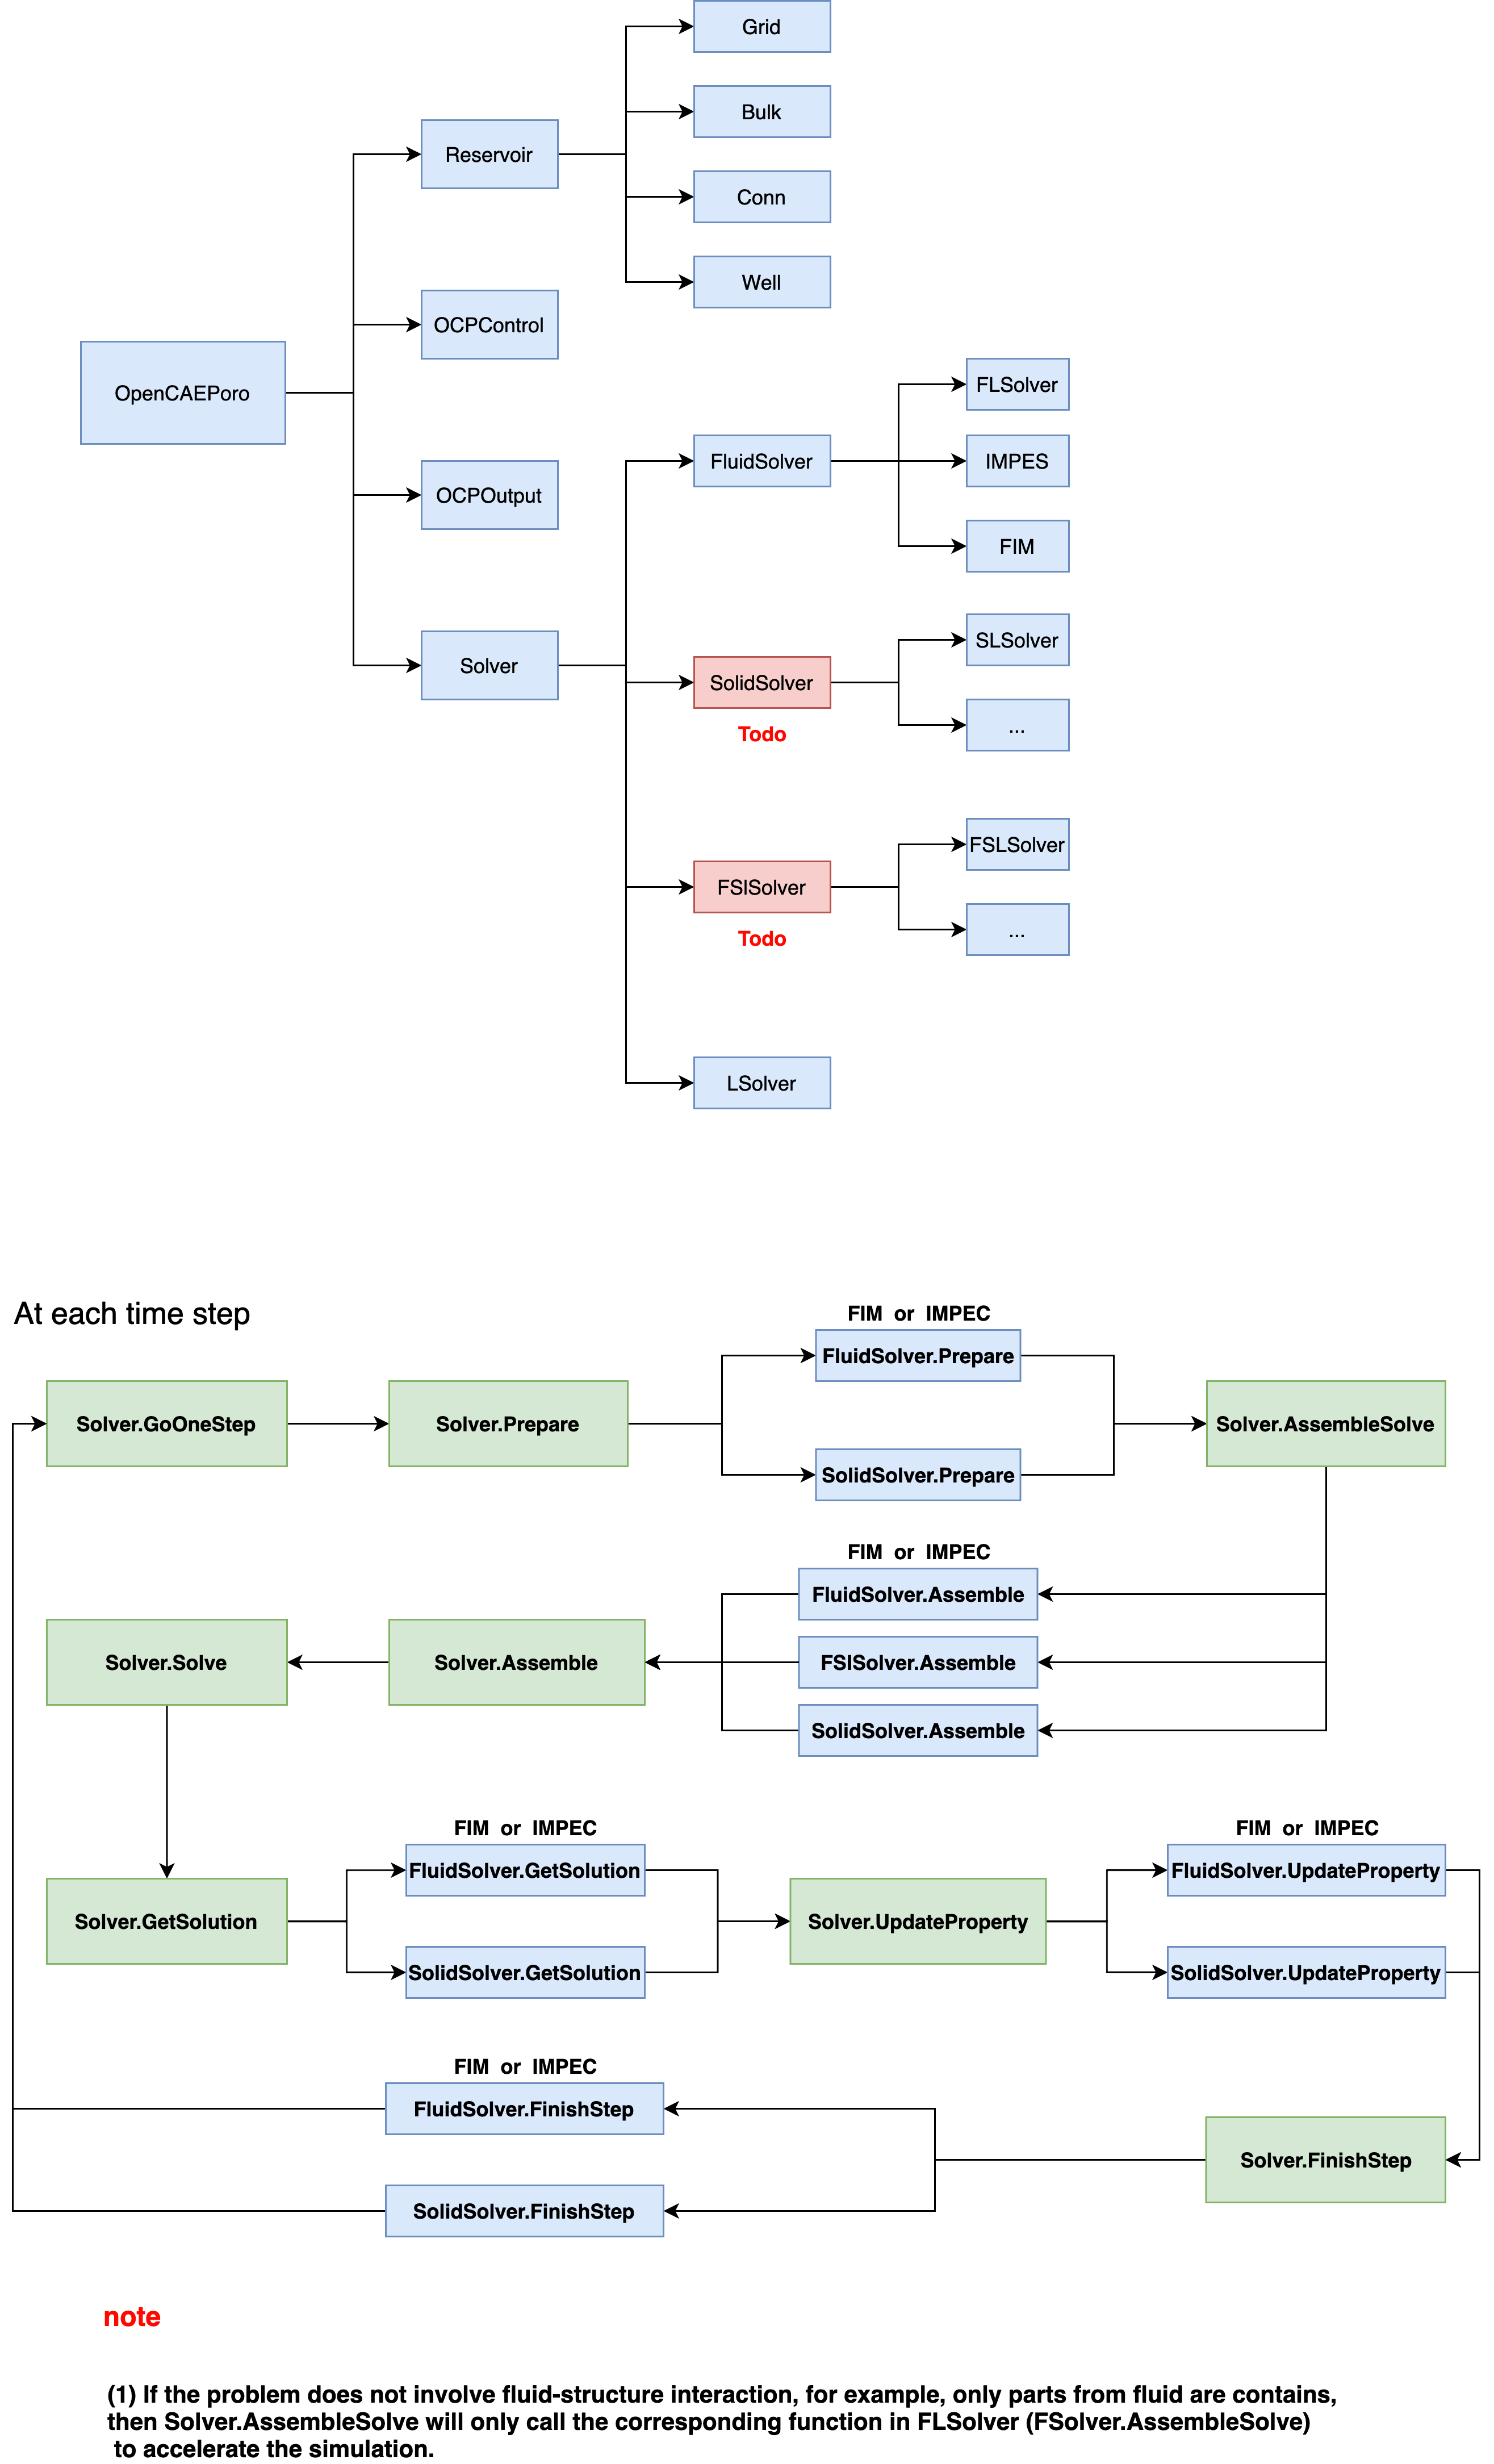 Grid
Bulk
Reservoir
Conn
Well
OCPControl
OpenCAEPoro
FLSolver
FluidSolver
IMPES
OCPOutput
FIM
SLSolver
Solver
SolidSolver
Todo
...
FSLSolver
FSISolver
Todo
...
LSolver
At each time step
FIM or IMPEC
FluidSolver.Prepare
Solver.GoOneStep
Solver.Prepare
Solver.AssembleSolve
SolidSolver.Prepare
FIM or IMPEC
FluidSolver.Assemble
Solver.Solve
Solver.Assemble
FSISolver.Assemble
SolidSolver.Assemble
FIM or IMPEC
FIM or IMPEC
FluidSolver.GetSolution
FluidSolver.UpdateProperty
Solver.GetSolution
Solver.UpdateProperty
SolidSolver.GetSolution
SolidSolver.UpdateProperty
FIM or IMPEC
FluidSolver.FinishStep
Solver.FinishStep
SolidSolver.FinishStep
note
(1) If the problem does not involve fluid-structure interaction, for example, only parts from fluid are contains,
then Solver.AssembleSolve will only call the corresponding function in FLSolver (FSolver.AssembleSolve)
to accelerate the simulation.